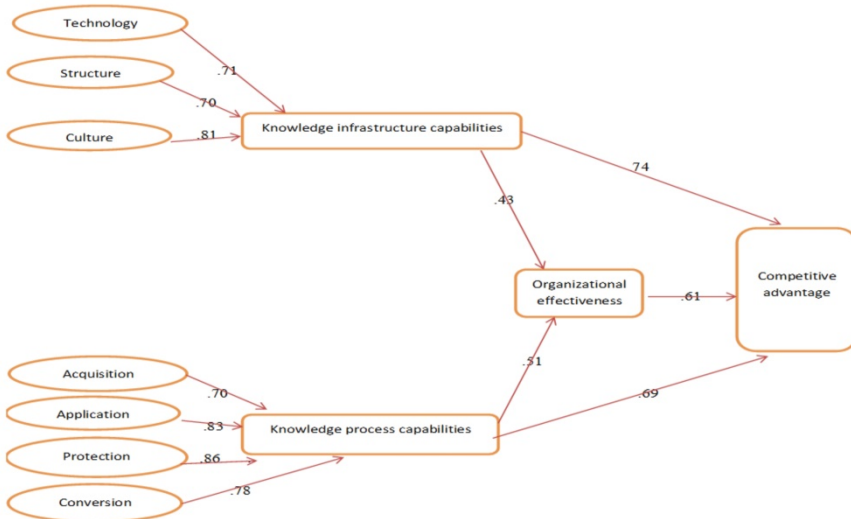 Technology
.71
Structure
.70
Knowledge infrastructure capabilities
Culture
.81
74
.43
Organizational
effectiveness
.61
Competitive
advantage
.51
Acquisition
.70
.69
Application
.83
Knowledge process capabilities
Protection
.86
.78
Conversion